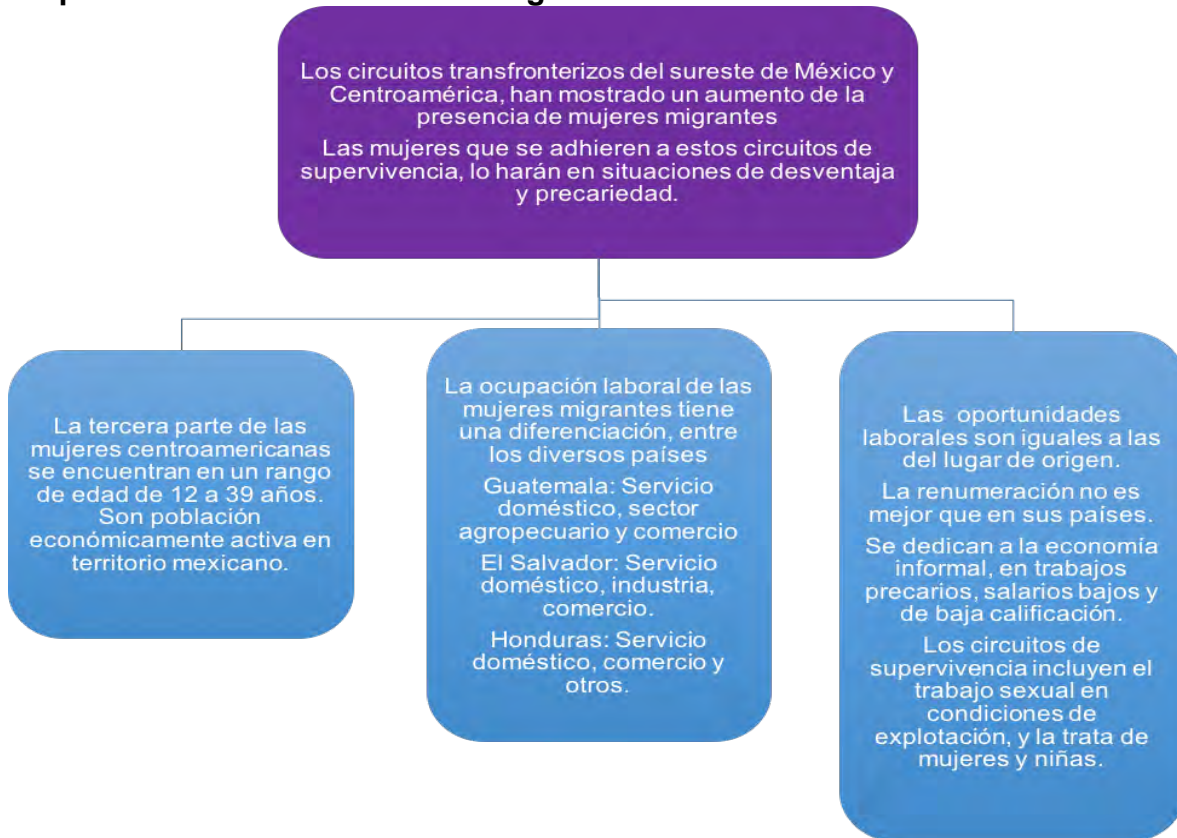 Los circuitos transfronterizos del sureste de México y
Centroamérica, han mostrado un aumento de la
presencia de mujeres migrantes
Las mujeres que se adhieren a estos circuitos de
supervivencia, lo harán en situaciones de desventaja
y precariedad.
La tercera parte de las
mujeres centroamericanas
se encuentran en un rango
de edad de 12 a 39 años.
Son población
económicamente activa en
territorio mexicano.
La ocupación laboral de las
mujeres migrantes tiene
una diferenciación, entre
los diversos países
Guatemala: Servicio
doméstico, sector
agropecuario y comercio
El Salvador: Servicio
doméstico, industria,
comercio.
Honduras: Servicio
doméstico, comercio y
otros.
Las oportunidades
laborales son iguales a las
del lugar de origen.
La renumeración no es
mejor que en sus países.
Se dedican a la economía
informal, en trabajos
precarios, salarios bajos y
de baja calificación.
Los circuitos de
supervivencia incluyen el
trabajo sexual en
condiciones de
explotación, y la trata de
mujeres y niñas.